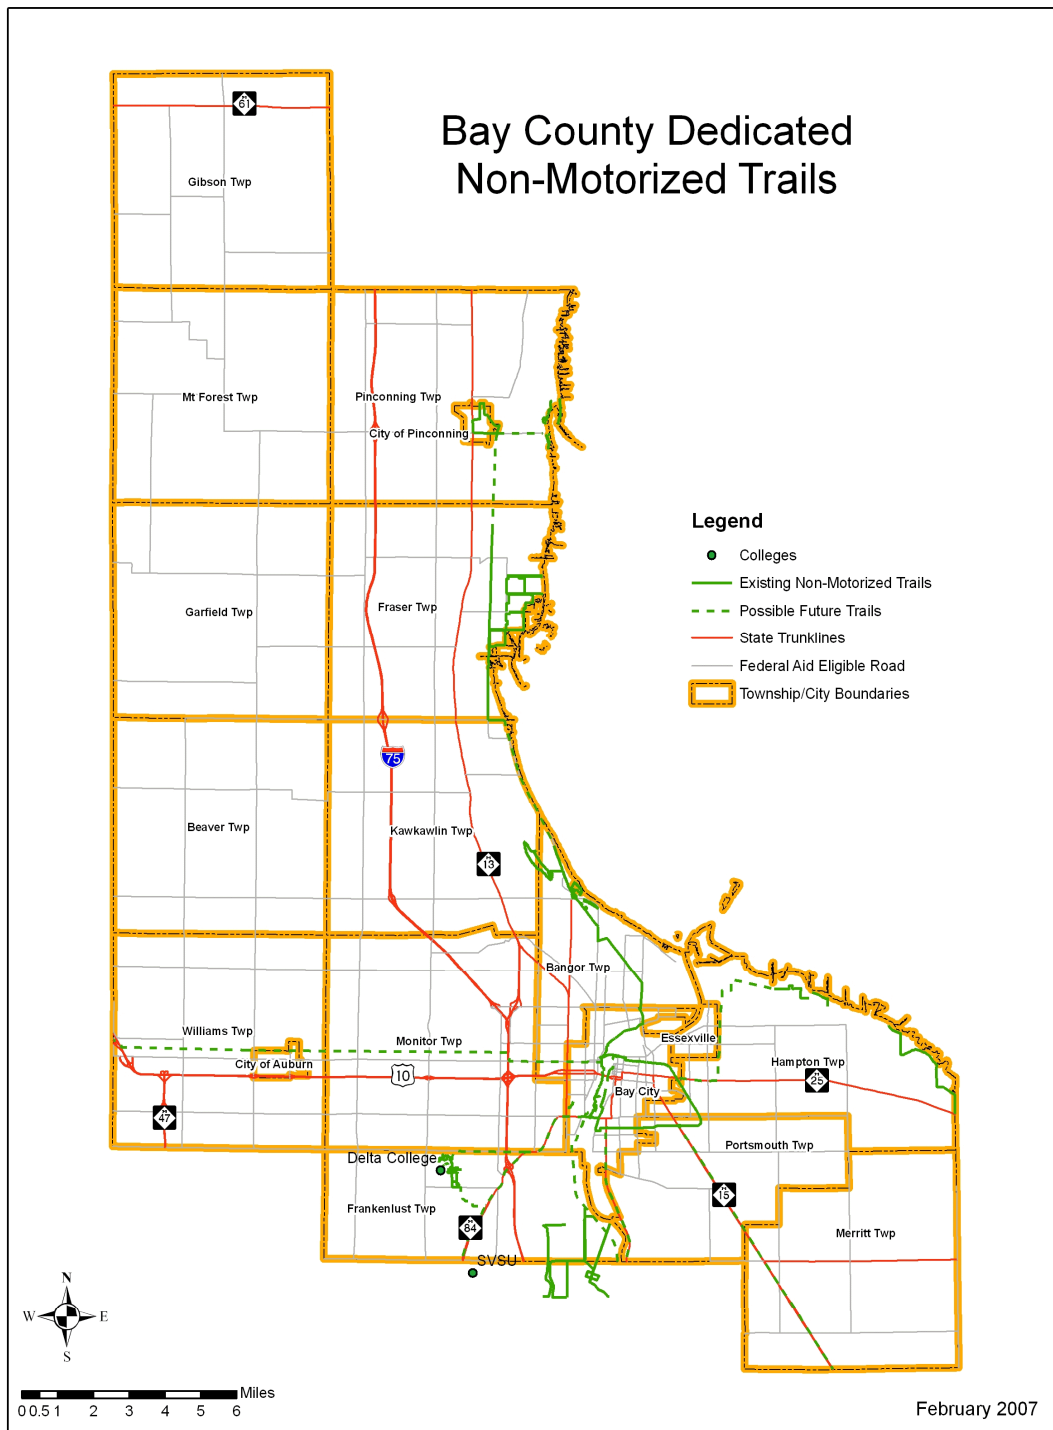 Bay County Dedicated
Non-Motorized Trails
M
61
Gibson Twp
Mt Forest Twp
Pinconning Twp
City of Pinconning
Legend
Colleges
Existing Non-Motorized Trails
Possible Future Trails
State Trunklines
Federal Aid Eligible Road
Township/City Boundaries
Garfield Twp
Fraser Twp
75
Beaver Twp
Kawkawlin Twp
M
13
Bangor Twp
Williams Twp
Monitor Twp
Essexville
City of Auburn
Hampton Twp
10
M
25
Bay City
M
47
Portsmouth Twp
Delta College
M
15
Frankenlust Twp
M
84
Merritt Twp
SVSU
N
W E
S
Miles
0 0.5 1 2 3 4 5 6
February 2007